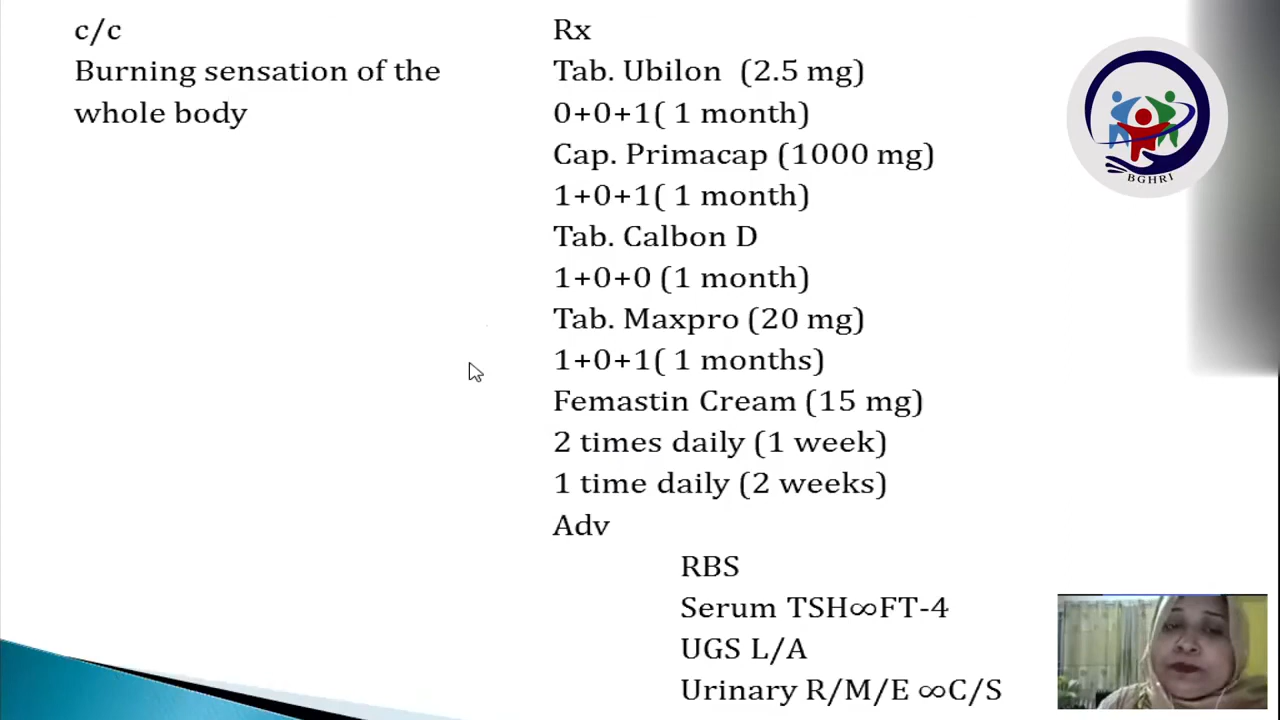 c/c
Burning sensation of the
whole body
Rx
Tab. Ubilon (2.5 mg)
0+0+1( 1 month)
Cap. Primacap (1000 mg)
1+0+1( 1 month)
Tab. Calbon D
1+0+0 (1 month)
Tab. Maxpro (20 mg)
1+0+1( 1 months)
Femastin Cream (15 mg)
2 times daily (1 week)
1 time daily (2 weeks)
Adv
RBS
Serum TSH∞FT-4
UGS L/A
Urinary R/M/E ∞C/S
BGHRI